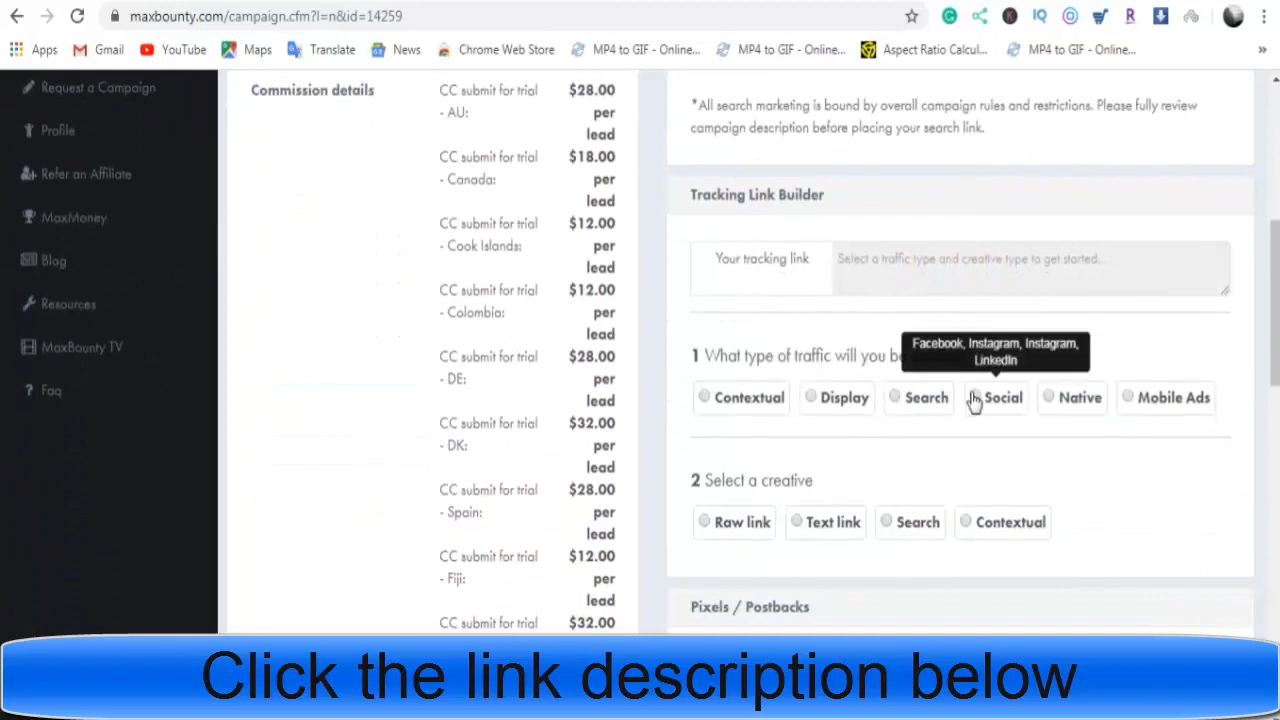 maxbounty.com/campaign.cfm?l=n&id=14259
Apps Gmail YouTube Maps Translate News Chrome Web Store MP4 to GIF - Online... MP4 to GIF - Online... Aspect Ratio Calcul... MP4 to GIF - Online... »
Request a Campaign
Profile
Refer an Affiliate
MaxMoney
Blog
Resources
MaxBounty TV
? Faq
Commission details
CC submit for trial $28.00
- AU: per
lead
CC submit for trial $18.00
- Canada: per
lead
CC submit for trial $12.00
- Cook Islands: per
lead
CC submit for trial $12.00
- Colombia: per
lead
CC submit for trial $28.00
- DE: per
lead
CC submit for trial $32.00
- DK: per
lead
CC submit for trial $28.00
- Spain: per
lead
CC submit for trial $12.00
- Fiji: per
lead
CC submit for trial $32.00
*All search marketing is bound by overall campaign rules and restrictions. Please fully review
campaign description before placing your search link.
Tracking Link Builder
Your tracking link Select a traffic type and creative type to get started...
Facebook, Instagram, Instagram,
LinkedIn
1 What type of traffic will you be
Contextual Display Search Social Native Mobile Ads
2 Select a creative
Raw link Text link Search Contextual
Pixels / Postbacks
Click the link description below